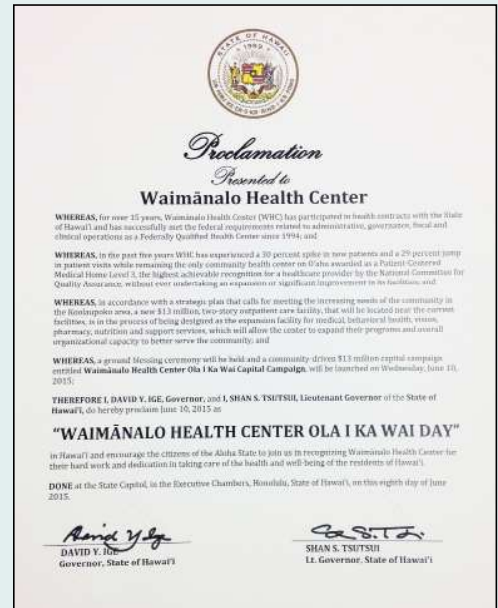 STATE OF HAWAII
1959
UA MAU KE EA O KA AINA I KA PONO
Proclamation
Presented to
Waimānalo Health Center
WHEREAS, for over 15 years, Waimānalo Health Center (WHC) has participated in health contracts with the State
of Hawai'i and has successfully met the federal requirements related to administrative, governance, fiscal and
clinical operations as a Federally Qualified Health Center since 1994; and
WHEREAS, in the past five years WHC has experienced a 30 percent spike in new patients and a 29 percent jump
in patient visits while remaining the only community health center on O'ahu awarded as a Patient-Centered
Medical Home Level 3, the highest achievable recognition for a healthcare provider by the National Committee for
Quality Assurance, without ever undertaking an expansion or significant improvement to its facilities; and
WHEREAS, in accordance with a strategic plan that calls for meeting the increasing needs of the community in
the Koolaupoko area, a new $13 million, two-story outpatient care facility, that will be located near the current
facilities, is in the process of being designed as the expansion facility for medical, behavioral health, vision,
pharmacy, nutrition and support services, which will allow the center to expand their programs and overall
organizational capacity to better serve the community; and
WHEREAS, a ground blessing ceremony will be held and a community-driven $13 million capital campaign
entitled Waimānalo Health Center Ola I Ka Wai Capital Campaign, will be launched on Wednesday, June 10,
2015;
THEREFORE I, DAVID Y. IGE, Governor, and I, SHAN S. TSUTSUI, Lieutenant Governor of the State of
Hawai'i, do hereby proclaim June 10, 2015 as
"WAIMĀNALO HEALTH CENTER OLA I KA WAI DAY"
in Hawai'i and encourage the citizens of the Aloha State to join us in recognizing Waimānalo Health Center for
their hard work and dedication in taking care of the health and well-being of the residents of Hawai'i.
DONE at the State Capitol, in the Executive Chambers, Honolulu, State of Hawai'i, on this eighth day of June
2015.
David Y Ige
DAVID Y. IGE
Governor, State of Hawai'i
SHAN S. TSUTSUI
Lt. Governor, State of Hawai'i